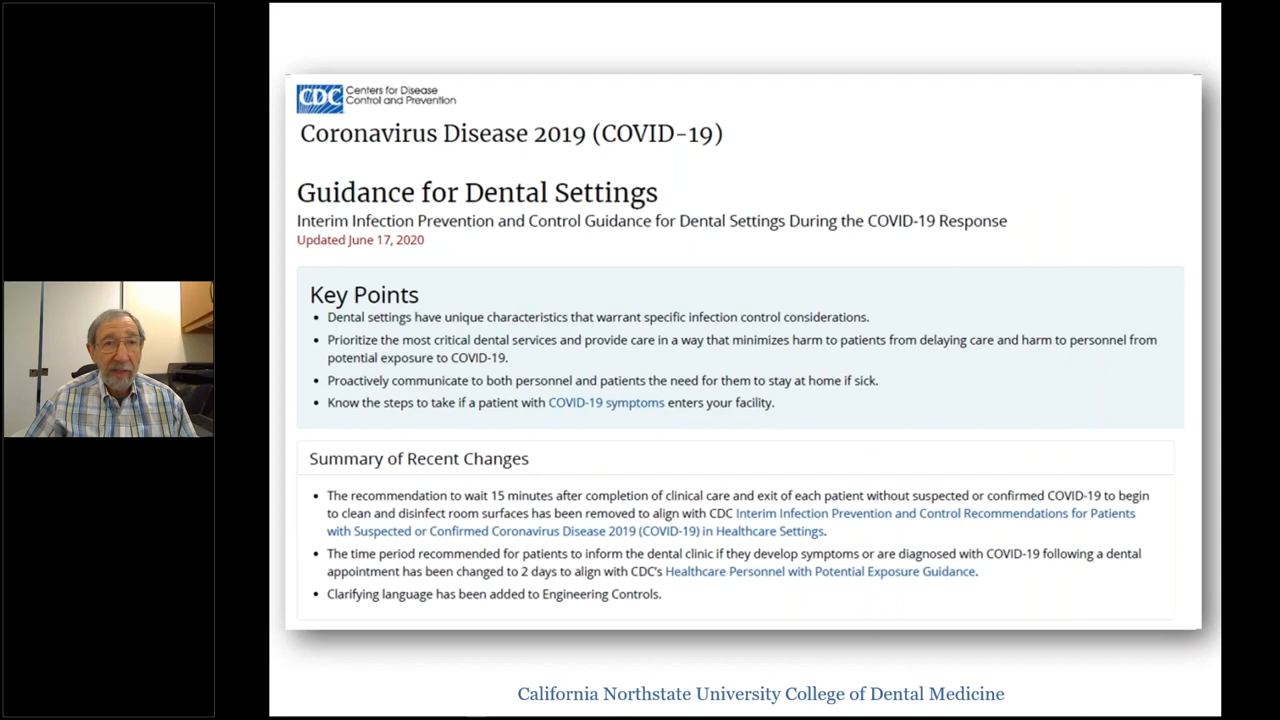 CDC Centers for Disease
Control and Prevention
Coronavirus Disease 2019 (COVID-19)
Guidance for Dental Settings
Interim Infection Prevention and Control Guidance for Dental Settings During the COVID-19 Response
Updated June 17, 2020
Key Points
• Dental settings have unique characteristics that warrant specific infection control considerations.
• Prioritize the most critical dental services and provide care in a way that minimizes harm to patients from delaying care and harm to personnel from
potential exposure to COVID-19.
• Proactively communicate to both personnel and patients the need for them to stay at home if sick.
• Know the steps to take if a patient with COVID-19 symptoms enters your facility.
Summary of Recent Changes
• The recommendation to wait 15 minutes after completion of clinical care and exit of each patient without suspected or confirmed COVID-19 to begin
to clean and disinfect room surfaces has been removed to align with CDC Interim Infection Prevention and Control Recommendations for Patients
with Suspected or Confirmed Coronavirus Disease 2019 (COVID-19) in Healthcare Settings.
• The time period recommended for patients to inform the dental clinic if they develop symptoms or are diagnosed with COVID-19 following a dental
appointment has been changed to 2 days to align with CDC's Healthcare Personnel with Potential Exposure Guidance.
• Clarifying language has been added to Engineering Controls.
California Northstate University College of Dental Medicine